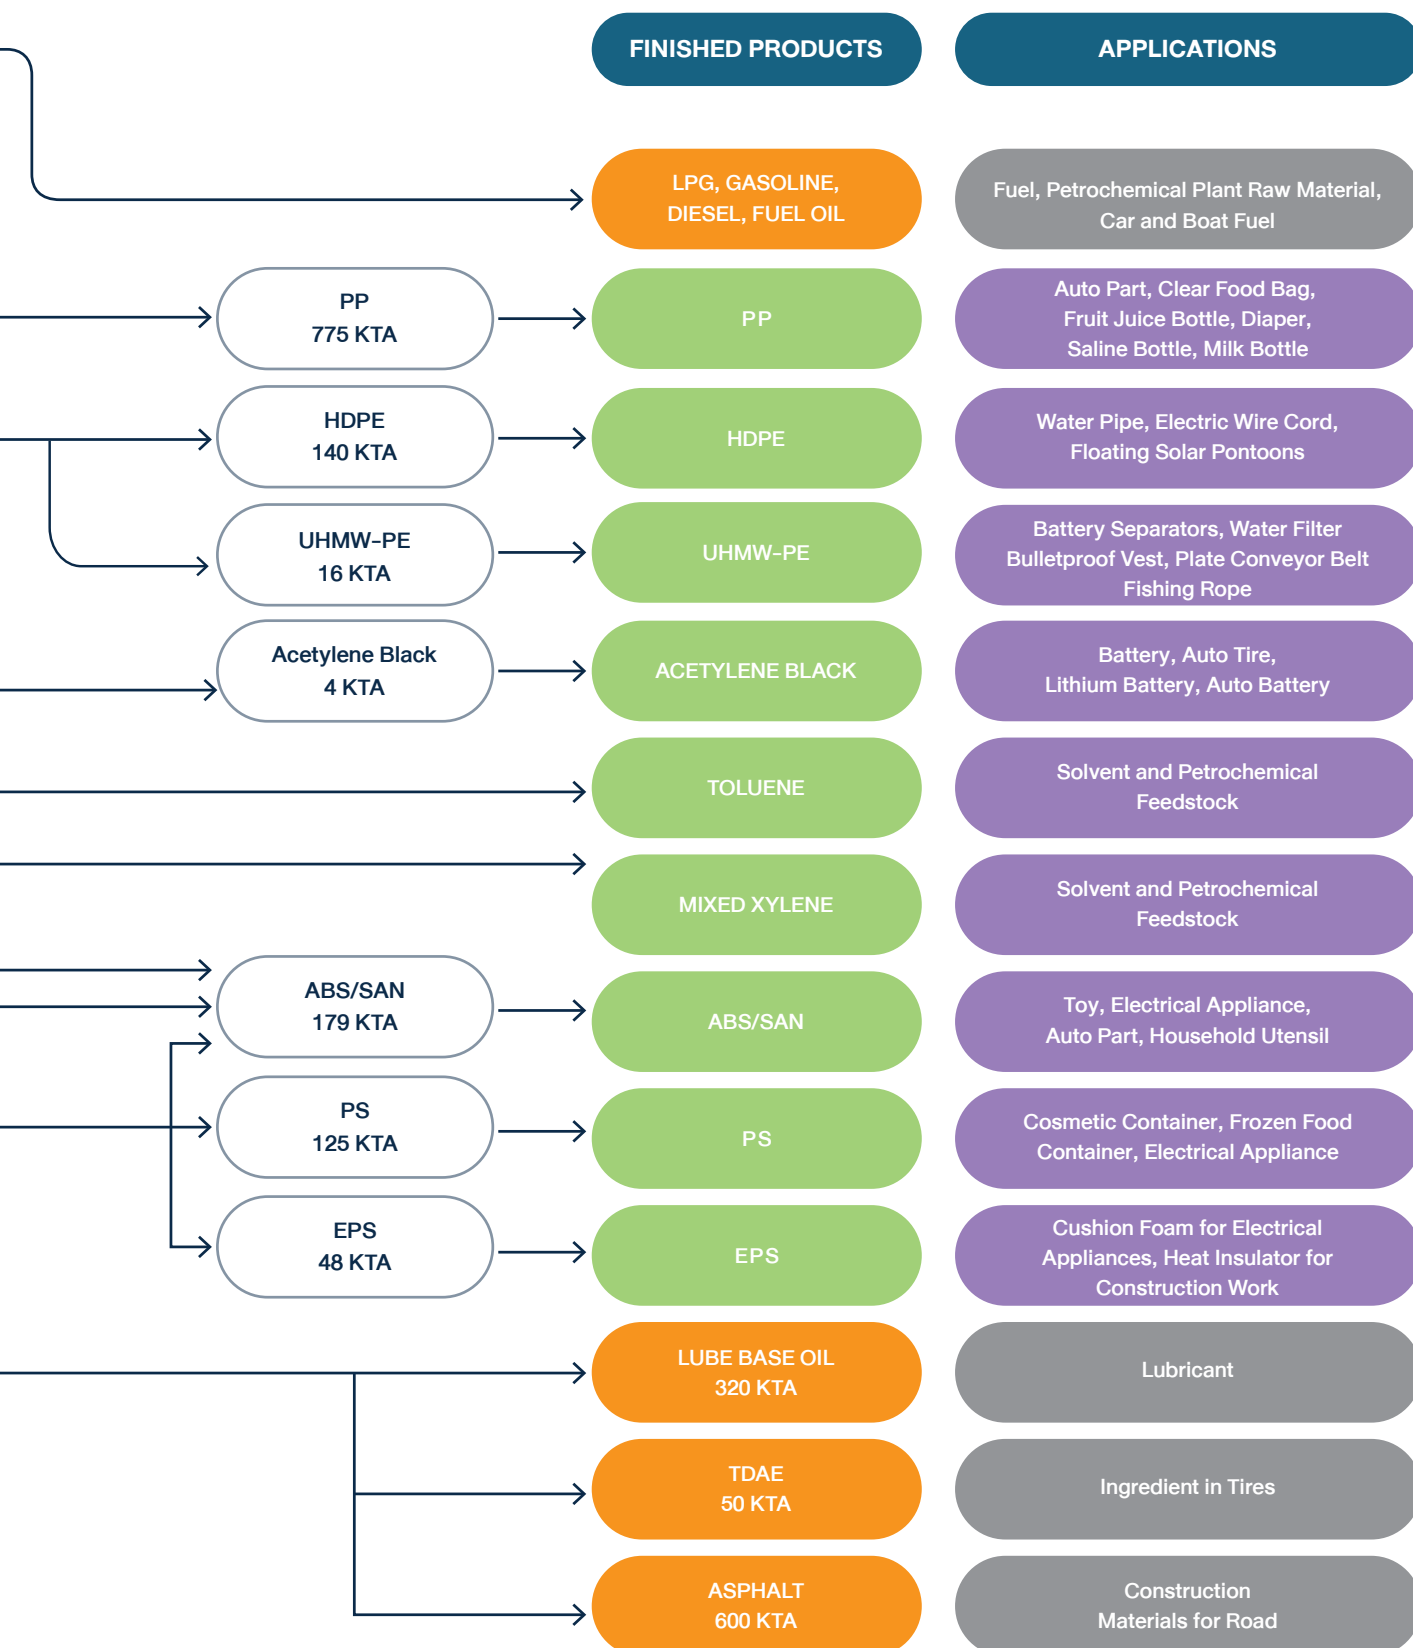 FINISHED PRODUCTS
APPLICATIONS
LPG, GASOLINE,
DIESEL, FUEL OIL
Fuel, Petrochemical Plant Raw Material,
Car and Boat Fuel
PP
775 KTA
PP
Auto Part, Clear Food Bag,
Fruit Juice Bottle, Diaper,
Saline Bottle, Milk Bottle
HDPE
140 KTA
HDPE
Water Pipe, Electric Wire Cord,
Floating Solar Pontoons
UHMW-PE
16 KTA
UHMW-PE
Battery Separators, Water Filter
Bulletproof Vest, Plate Conveyor Belt
Fishing Rope
Acetylene Black
4 KTA
ACETYLENE BLACK
Battery, Auto Tire,
Lithium Battery, Auto Battery
TOLUENE
Solvent and Petrochemical
Feedstock
MIXED XYLENE
Solvent and Petrochemical
Feedstock
ABS/SAN
179 KTA
ABS/SAN
Toy, Electrical Appliance,
Auto Part, Household Utensil
PS
125 KTA
PS
Cosmetic Container, Frozen Food
Container, Electrical Appliance
EPS
48 KTA
EPS
Cushion Foam for Electrical
Appliances, Heat Insulator for
Construction Work
LUBE BASE OIL
320 KTA
Lubricant
TDAE
50 KTA
Ingredient in Tires
ASPHALT
600 KTA
Construction
Materials for Road